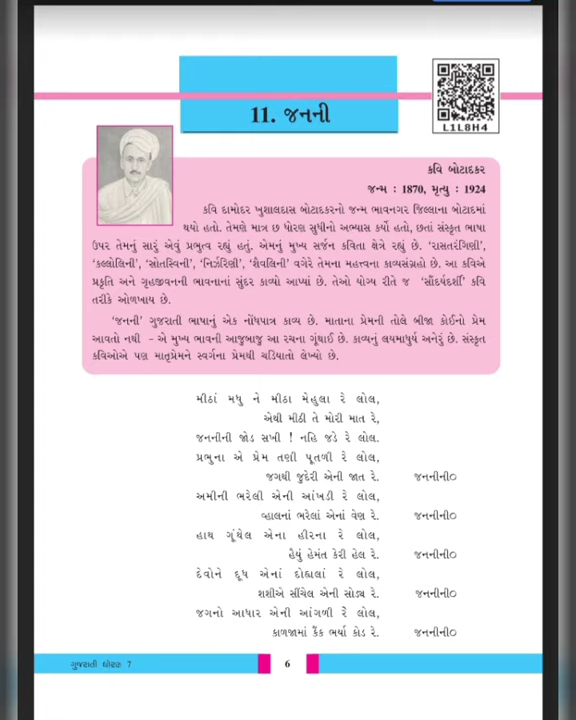 11. જનની
L1L8H4
કવિ બોટાદકર
જન્મ : 1870, મૃત્યુ : 1924
કવિ દામોદર ખુશાલદાસ બોટાદકરનો જન્મ ભાવનગર જિલ્લાના બોટાદમાં
થયો હતો. તેમણે માત્ર છ ધોરણ સુધીનો અભ્યાસ કર્યો હતો, છતાં સંસ્કૃત ભાષા
ઉપર તેમનું સારું એવું પ્રભુત્વ રહ્યું હતું. એમનું મુખ્ય સર્જન કવિતા ક્ષેત્રે રહ્યું છે. ‘રાસતરંગિણી’,
‘કલ્લોલિની’, ‘સ્રોતસ્વિની’, ‘નિર્ઝરિણી’, ‘શૈવલિની’ વગેરે તેમના મહત્ત્વના કાવ્યસંગ્રહો છે. આ કવિએ
પ્રકૃતિ અને ગૃહજીવનની ભાવનાનાં સુંદર કાવ્યો આપ્યાં છે. તેઓ યોગ્ય રીતે જ ‘સૌંદર્યદર્શી’ કવિ
તરીકે ઓળખાય છે.
‘જનની’ ગુજરાતી ભાષાનું એક નોંધપાત્ર કાવ્ય છે. માતાના પ્રેમની તોલે બીજા કોઈનો પ્રેમ
આવતો નથી – એ મુખ્ય ભાવની આજુબાજુ આ રચના ગૂંથાઈ છે. કાવ્યનું લયમાધુર્ય અનેરું છે. સંસ્કૃત
કવિઓએ પણ માતૃપ્રેમને સ્વર્ગના પ્રેમથી ચડિયાતો લેખ્યો છે.
મીઠાં મધુ ને મીઠા મેહુલા રે લોલ,
એથી મીઠી તે મોરી માત રે,
જનનીની જોડ સખી ! નહિ જડે રે લોલ.
પ્રભુના એ પ્રેમ તણી પૂતળી રે લોલ,
જગથી જુદેરી એની જાત રે. જનનીની૦
અમીની ભરેલી એની આંખડી રે લોલ,
વ્હાલનાં ભરેલાં એનાં વેણ રે. જનનીની૦
હાથ ગૂંથેલ એના હીરના રે લોલ,
હૈયું હેમંત કેરી હેલ રે. જનનીની૦
દેવોને દૂધ એનાં દોહ્યલાં રે લોલ,
શશીએ સીંચેલ એની સોડ્ય રે. જનનીની૦
જગનો આધાર એની આંગળી રે લોલ,
કાળજામાં કૈંક ભર્યા કોડ રે. જનનીની૦
ગુજરાતી ધોરણ 7
6